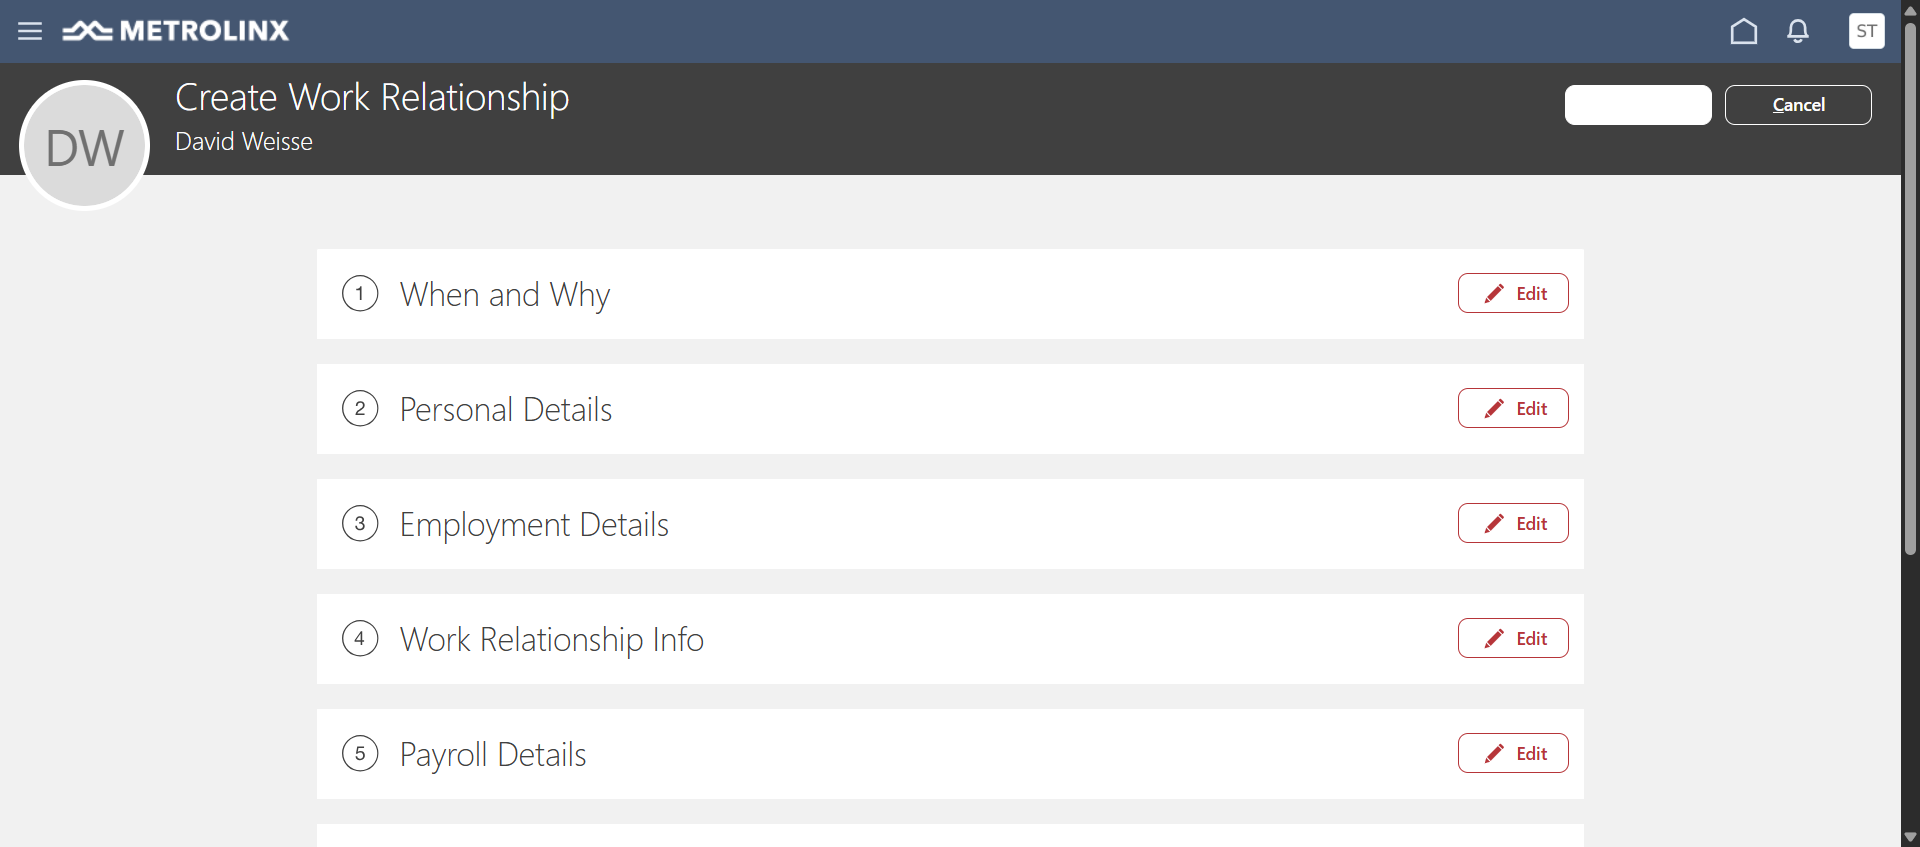 METROLINX
ST
Create Work Relationship
DW
David Weisse
Cancel
1 When and Why Edit
2 Personal Details Edit
3 Employment Details Edit
4 Work Relationship Info Edit
5 Payroll Details Edit